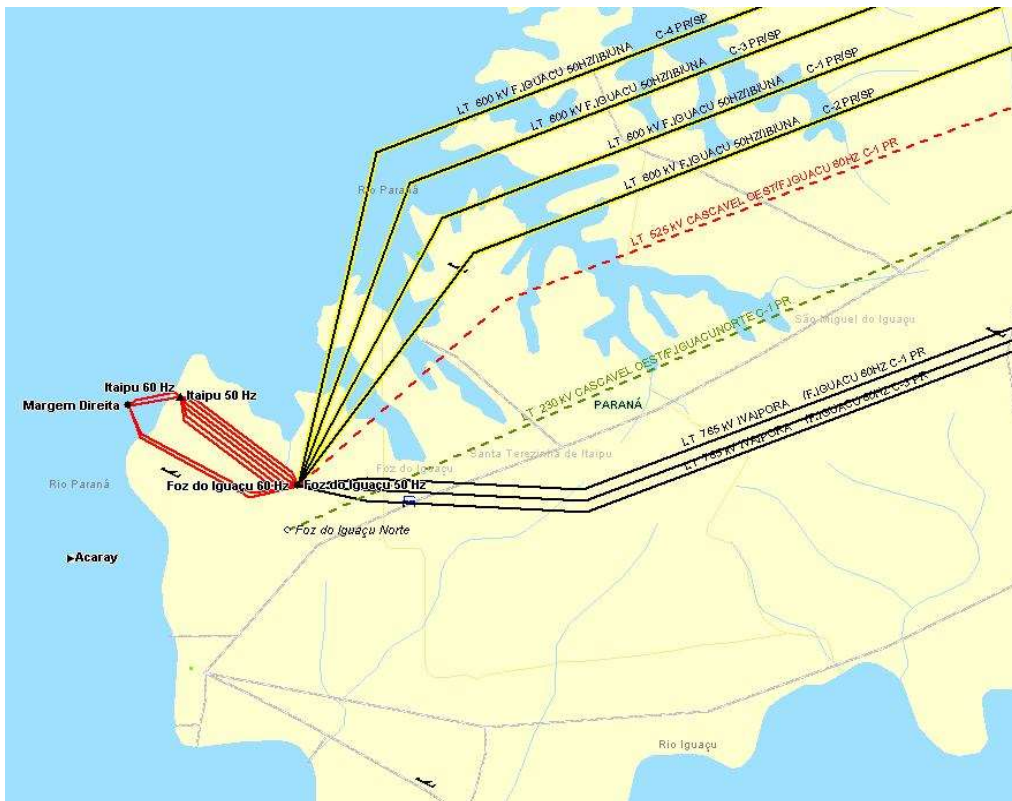 LT 600 kV F.IGUACU 50HZ/IBIUNA C-4 PR/SP
LT 600 kV F.IGUACU 50HZ/IBIUNA C-3 PR/SP
LT 600 kV F.IGUACU 50HZ/IBIUNA C-1 PR/SP
LT 600 kV F.IGUACU 50HZ/IBIUNA C-2 PR/SP
LT 525 kV CASCAVEL OEST/F.IGUACU 60HZ C-1 PR
Rio Paraná
LT 230 kV CASCAVEL OEST/F.IGUACUNORTE C-1 PR
São Miguel do Iguaçu
Itaipu 60 Hz
Itaipu 50 Hz
Margem Direita
PARANÁ
LT 765 kV IVAIPORA (F.IGUACU 60HZ C-1 PR
LT 765 kV IVAIPORA (F.IGUACU 60HZ C-3 PR
Santa Terezinha de Itaipu
Foz do Iguaçu
Rio Paraná
Foz do Iguaçu 60 Hz
Foz do Iguaçu 50 Hz
Foz do Iguaçu Norte
Acaray
Rio Iguaçu